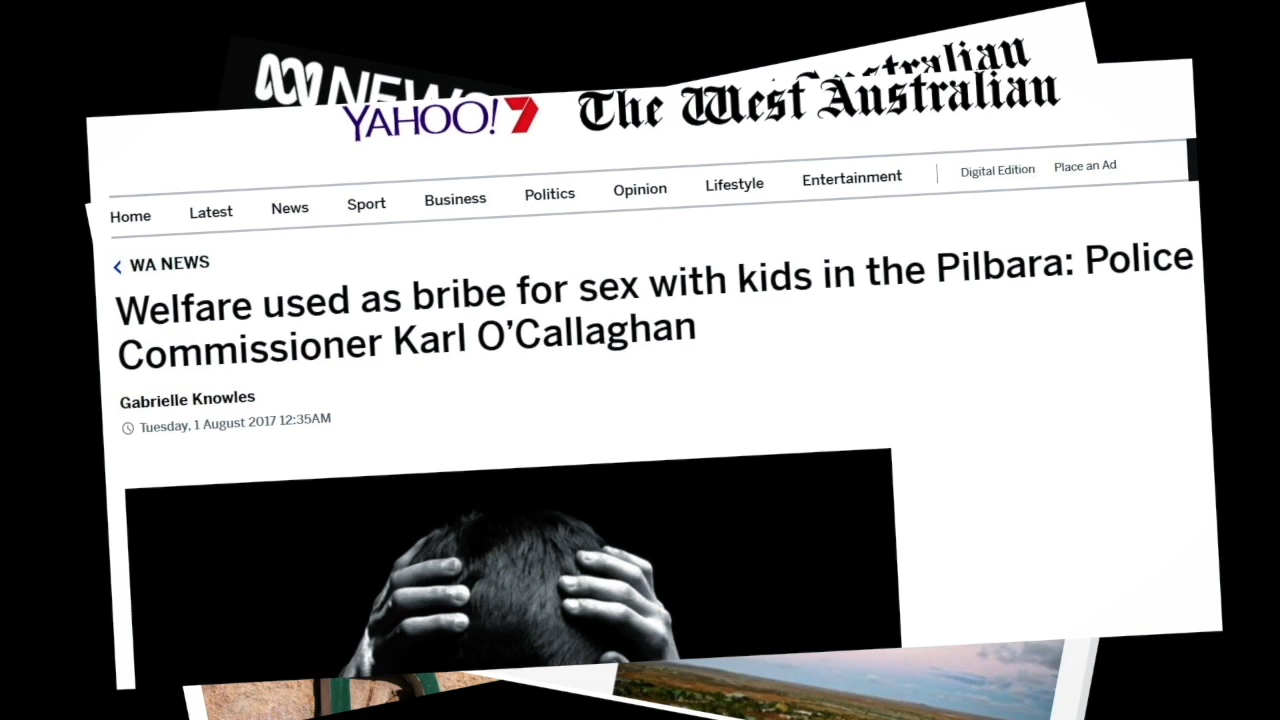 ABC NEWS
YAHOO! 7 The West Australian
Home Latest News Sport Business Politics Opinion Lifestyle Entertainment Digital Edition Place an Ad
WA NEWS
Welfare used as bribe for sex with kids in the Pilbara: Police
Commissioner Karl O'Callaghan
Gabrielle Knowles
Tuesday, 1 August 2017 12:35AM